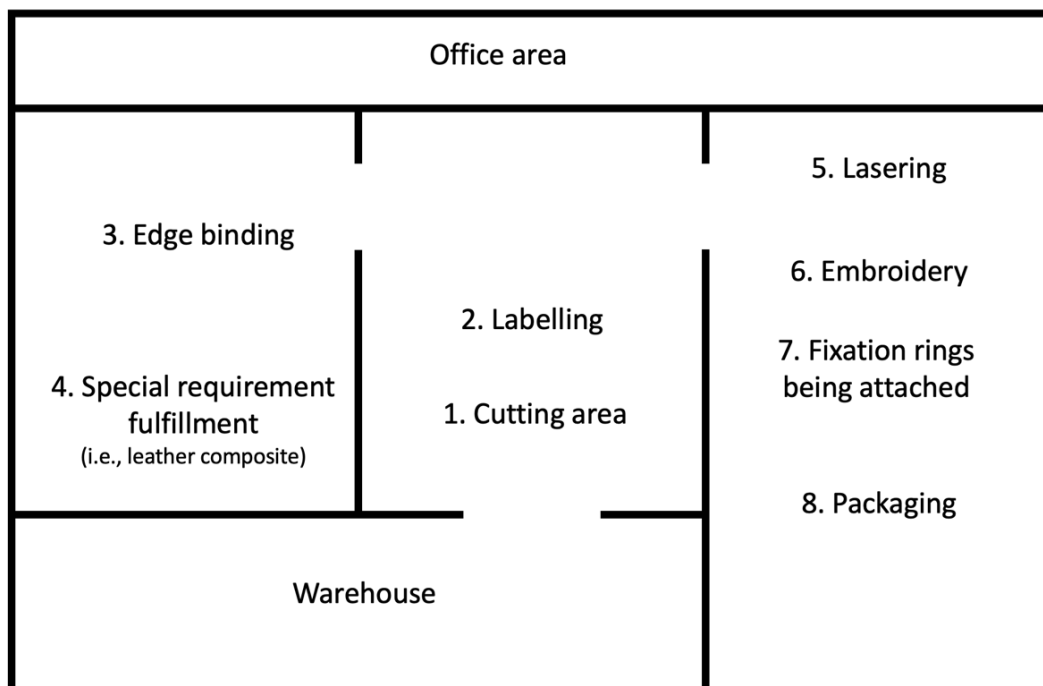 Office area
3. Edge binding
4. Special requirement
fulfillment
(i.e., leather composite)
2. Labelling
1. Cutting area
5. Lasering
6. Embroidery
7. Fixation rings
being attached
8. Packaging
Warehouse